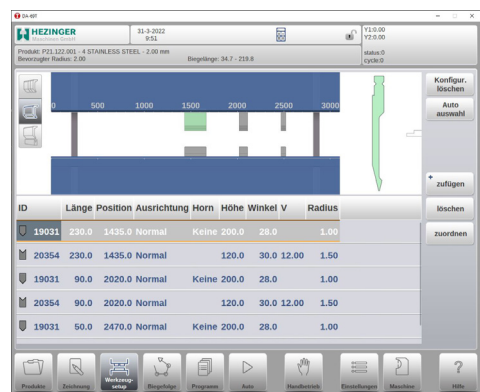 DA-69T
HEZINGER
Maschinen GmbH
31-3-2022
9:51
Y1:0.00
Y2:0.00
Produkt: P21.122.001 - 4 STAINLESS STEEL - 2.00 mm
Bevorzugter Radius: 2.00
Biegelänge: 34.7 - 219.8
status:0
cycle:0
0 500 1000 1500 2000 2500 3000
Konfigur.
löschen
Auto
auswahl
+ zufügen
löschen
zuordnen
ID Länge Position Ausrichtung Horn Höhe Winkel V Radius
19031 230.0 1435.0 Normal Keine 200.0 28.0 1.00
20354 230.0 1435.0 Normal 120.0 30.0 12.00 1.50
19031 90.0 2020.0 Normal Keine 200.0 28.0 1.00
20354 90.0 2020.0 Normal 120.0 30.0 12.00 1.50
19031 50.0 2470.0 Normal Keine 200.0 28.0 1.00
Produkte Zeichnung Werkzeug-
setup Biegefolge Programm Auto Handbetrieb Einstellungen Maschine Hilfe